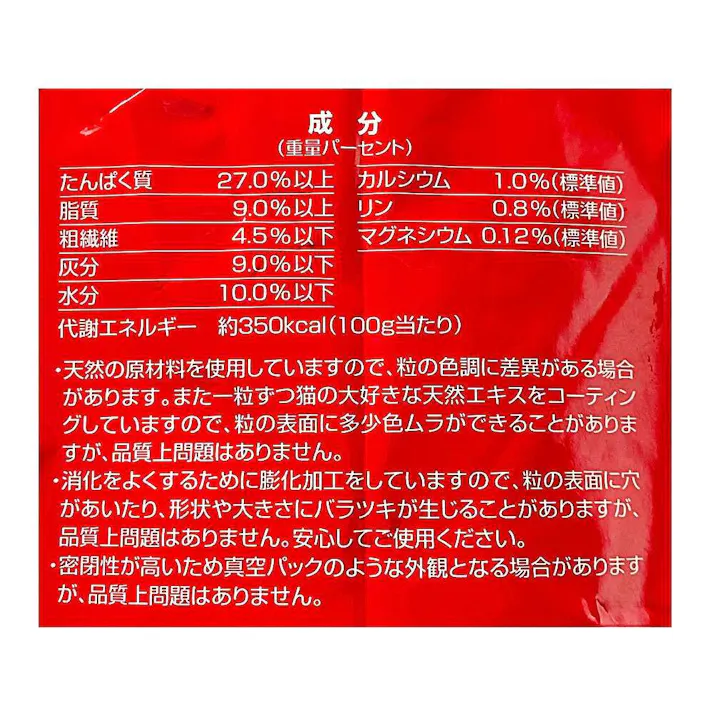 成分
（重量パーセント）
たんぱく質 27.0%以上
脂質 9.0%以上
粗繊維 4.5%以下
灰分 9.0%以下
水分 10.0%以下
カルシウム 1.0%（標準値）
リン 0.8%（標準値）
マグネシウム 0.12%（標準値）
代謝エネルギー 約350kcal（100g当たり）
・天然の原材料を使用していますので、粒の色調に差異がある場合
があります。また一粒ずつ猫の大好きな天然エキスをコーティン
グしていますので、粒の表面に多少色ムラができることがありま
すが、品質上問題はありません。
・消化をよくするために膨化加工をしていますので、粒の表面に穴
があいたり、形状や大きさにバラツキが生じることがありますが、
品質上問題はありません。安心してご使用ください。
・密閉性が高いため真空パックのような外観となる場合があります
が、品質上問題はありません。